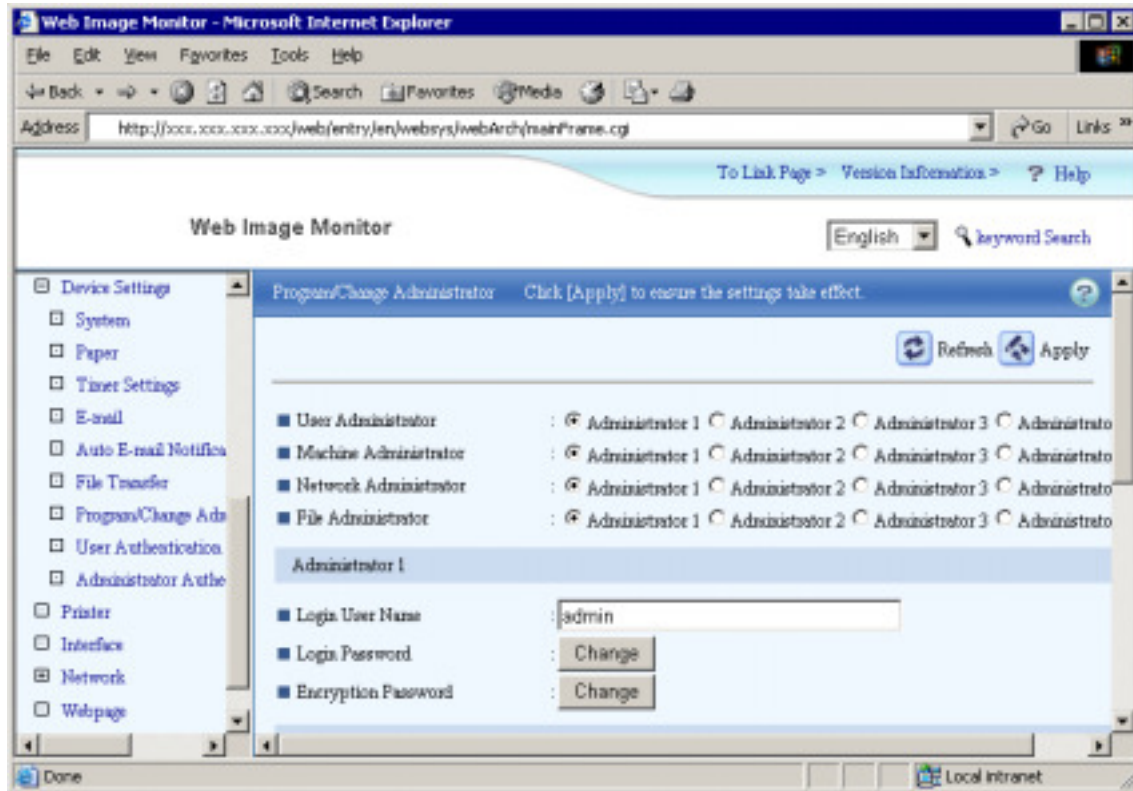 Web Image Monitor - Microsoft Internet Explorer
File Edit View Favorites Tools Help
Back Search Favorites Media
Address http://xxx.xxx.xxx.xxx/web/entry/en/websys/webArch/mainFrame.cgi Go Links »
To Link Page > Version Information > ? Help
Web Image Monitor English keyword Search
Device Settings
System
Paper
Timer Settings
E-mail
Auto E-mail Notifica
File Transfer
Program/Change Adm
User Authentication
Administrator Authe
Printer
Interface
Network
Webpage
Program/Change Administrator Click [Apply] to ensure the settings take effect. ?
Refresh Apply
User Administrator : Administrator 1 Administrator 2 Administrator 3 Administrato
Machine Administrator : Administrator 1 Administrator 2 Administrator 3 Administrato
Network Administrator : Administrator 1 Administrator 2 Administrator 3 Administrato
File Administrator : Administrator 1 Administrator 2 Administrator 3 Administrato
Administrator 1
Login User Name : admin
Login Password : Change
Encryption Password : Change
Done Local intranet